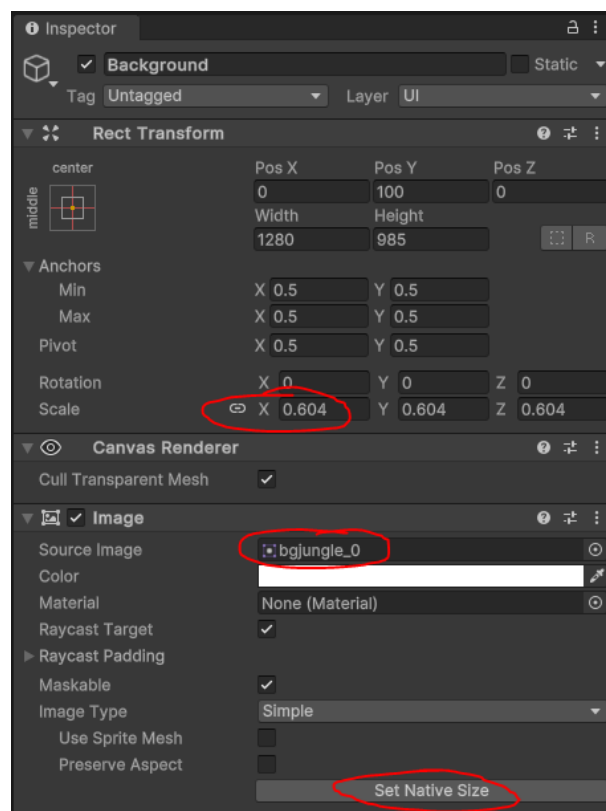 Inspector
Background Static
Tag Untagged Layer UI
Rect Transform
center Pos X Pos Y Pos Z
middle 0 100 0
Width Height
1280 985 R
Anchors
Min X 0.5 Y 0.5
Max X 0.5 Y 0.5
Pivot X 0.5 Y 0.5
Rotation X 0 Y 0 Z 0
Scale X 0.604 Y 0.604 Z 0.604
Canvas Renderer
Cull Transparent Mesh
Image
Source Image bgjungle_0
Color
Material None (Material)
Raycast Target
Raycast Padding
Maskable
Image Type Simple
Use Sprite Mesh
Preserve Aspect
Set Native Size